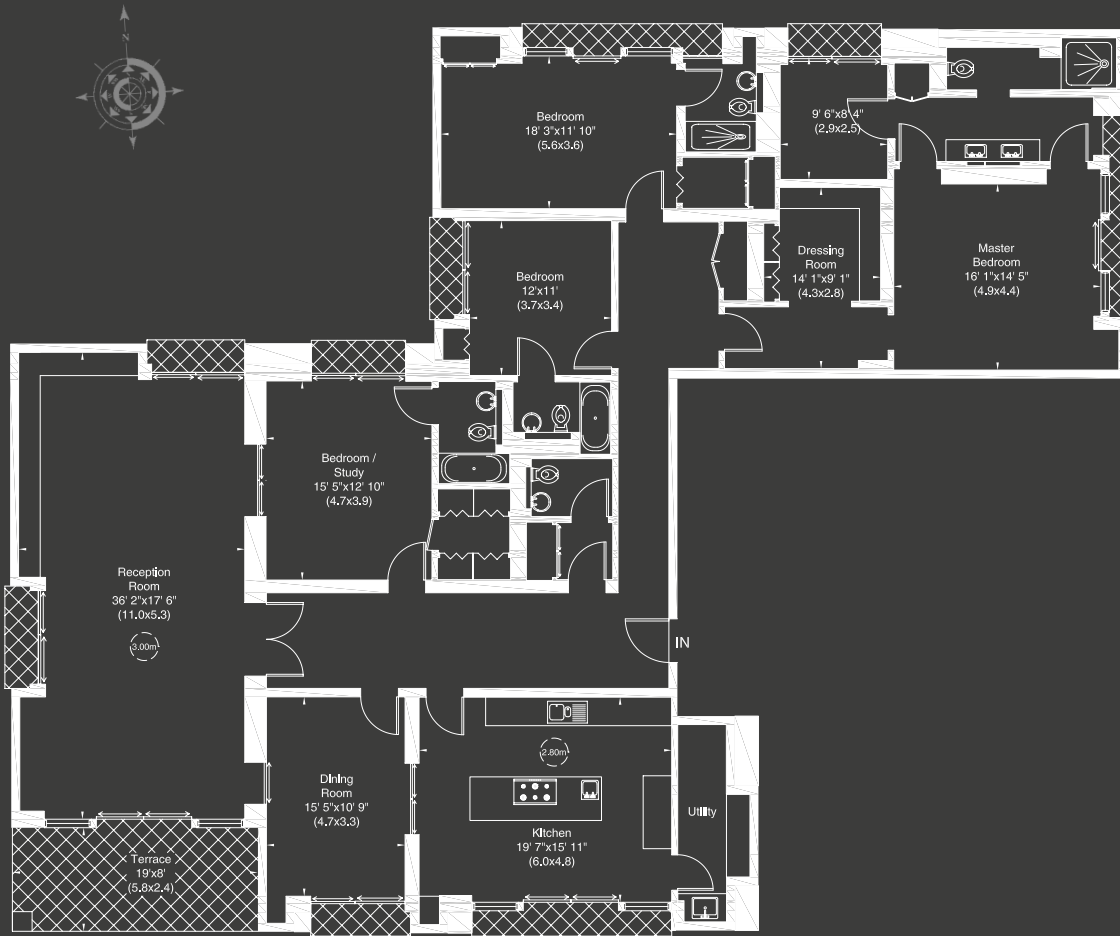 N
Bedroom
18' 3"x11' 10"
(5.6x3.6)
9' 6"x8' 4"
(2.9x2.5)
Bedroom
12'x11'
(3.7x3.4)
Dressing
Room
14' 1"x9' 1"
(4.3x2.8)
Master
Bedroom
16' 1"x14' 5"
(4.9x4.4)
Bedroom /
Study
15' 5"x12' 10"
(4.7x3.9)
Reception
Room
36' 2"x17' 6"
(11.0x5.3)
3.00m
IN
Dining
Room
15' 5"x10' 9"
(4.7x3.3)
2.80m
Kitchen
19' 7"x15' 11"
(6.0x4.8)
Utility
Terrace
19'x8'
(5.8x2.4)